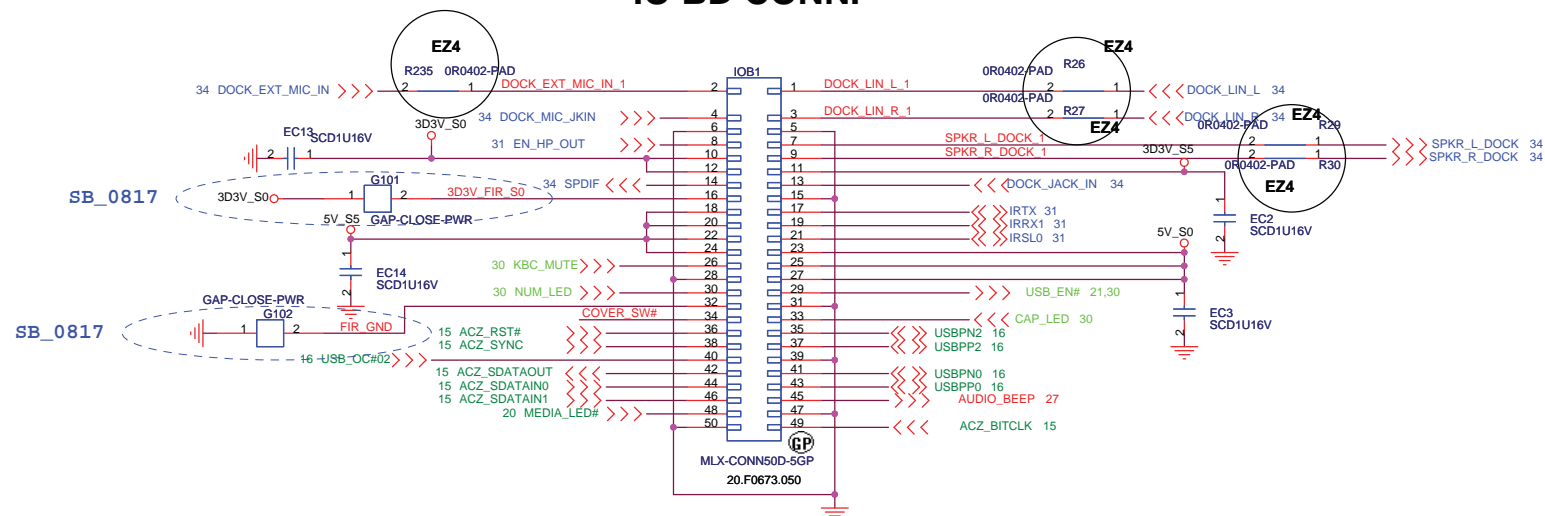 EZ4
R235 0R0402-PAD
34 DOCK_EXT_MIC_IN 2 1 DOCK_EXT_MIC_IN_1 2
34 DOCK_MIC_JKIN 4
3D3V_S0 6
EC13 SCD1U16V
31 EN_HP_OUT 8
2 1 10
12
34 SPDIF 14
SB_0817
G101
3D3V_S0 1 2 3D3V_FIR_S0 16
GAP-CLOSE-PWR
18
5V_S5 20
22
24
1
2
EC14
SCD1U16V
30 KBC_MUTE 26
28
30 NUM_LED 30
GAP-CLOSE-PWR
G102
32
SB_0817
1 2 FIR_GND
COVER_SW# 34
15 ACZ_RST# 36
15 ACZ_SYNC 38
16 USB_OC#02 40
15 ACZ_SDATAOUT 42
15 ACZ_SDATAIN0 44
15 ACZ_SDATAIN1 46
20 MEDIA_LED# 48
50
IOB1
MLX-CONN50D-5GP
20.F0673.050
GP
EZ4
0R0402-PAD R26
1 DOCK_LIN_L_1 2 1 DOCK_LIN_L 34
0R0402-PAD
3 DOCK_LIN_R_1 2 R27 1 DOCK_LIN_R 34
EZ4
5
EZ4
0R0402-PAD R29
7 SPKR_L_DOCK_1 2 1 SPKR_L_DOCK 34
9 SPKR_R_DOCK_1 2 1 SPKR_R_DOCK 34
3D3V_S5
0R0402-PAD R30
EZ4
11
13 DOCK_JACK_IN 34
15
17 IRTX 31
19 IRRX1 31
21 IRSL0 31
1
2
EC2
SCD1U16V
5V_S0
23
25
27
29 USB_EN# 21,30
31
33 CAP_LED 30
1
2
EC3
SCD1U16V
35 USBPN2 16
37 USBPP2 16
39
41 USBPN0 16
43 USBPP0 16
45 AUDIO_BEEP 27
47
49 ACZ_BITCLK 15